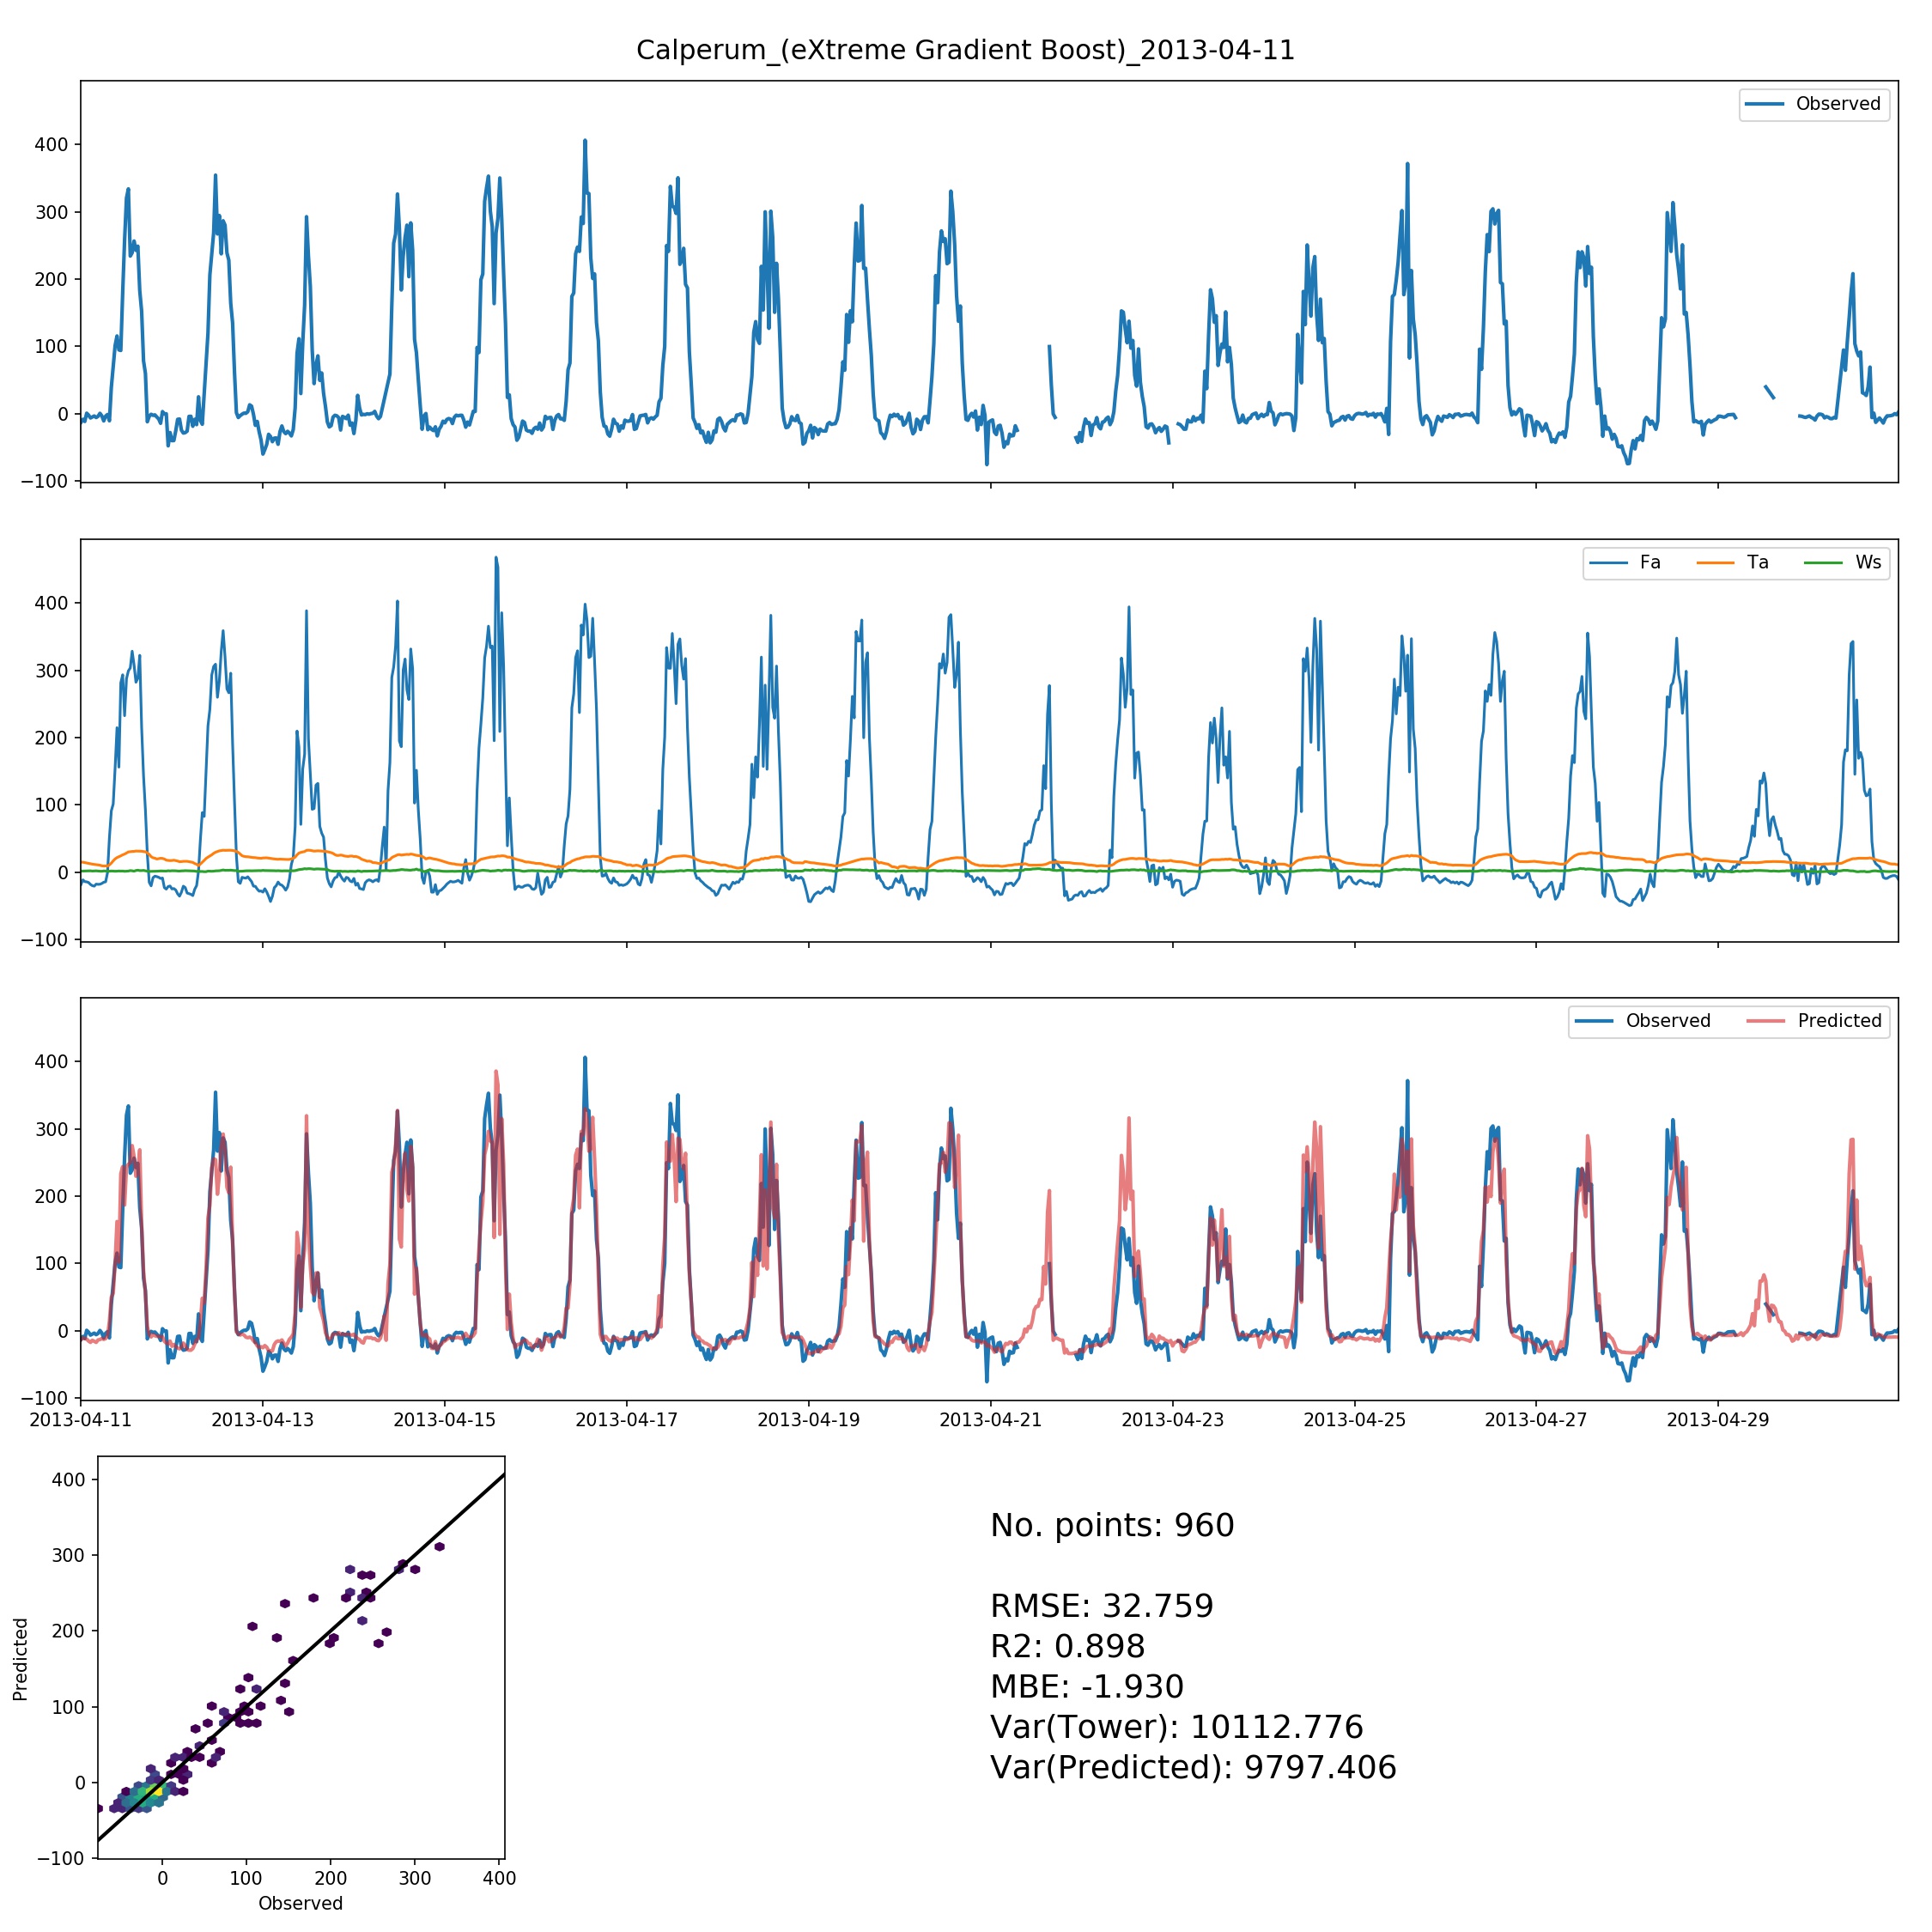 Calperum_(eXtreme Gradient Boost)_2013-04-11
Observed
400
300
200
100
0
−100
Fa Ta Ws
400
300
200
100
0
−100
Observed Predicted
400
300
200
100
0
−100
2013-04-11 2013-04-13 2013-04-15 2013-04-17 2013-04-19 2013-04-21 2013-04-23 2013-04-25 2013-04-27 2013-04-29
400
300
200
100
0
−100
Predicted
0 100 200 300 400
Observed
No. points: 960
RMSE: 32.759
R2: 0.898
MBE: -1.930
Var(Tower): 10112.776
Var(Predicted): 9797.406